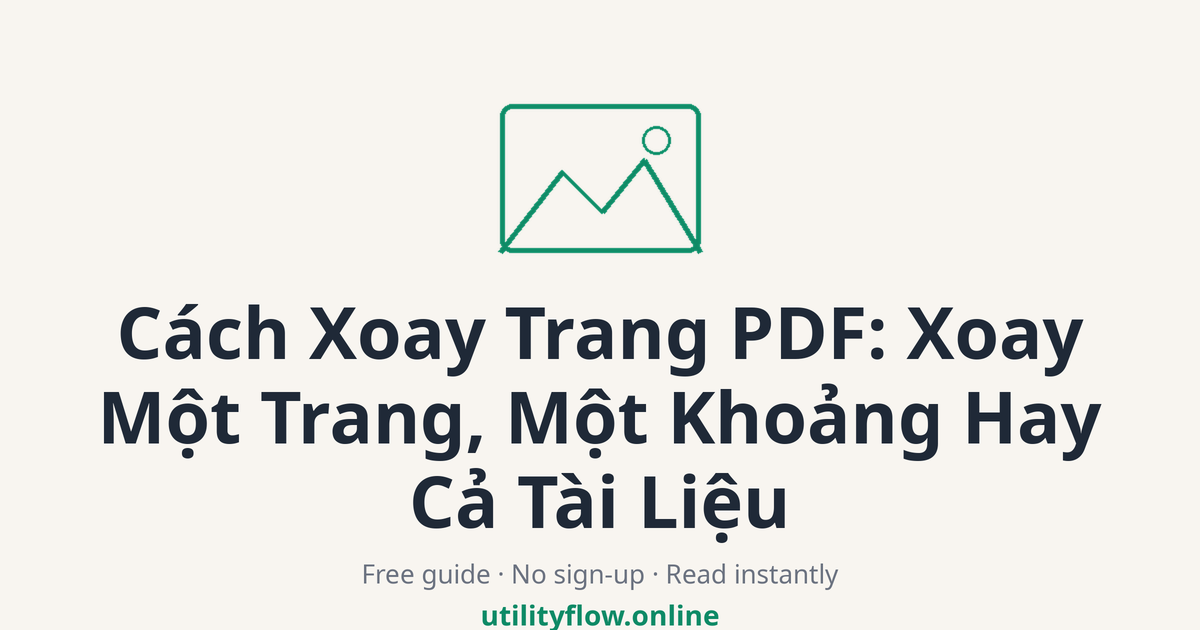 Cách Xoay Trang PDF: Xoay
Một Trang, Một Khoảng Hay
Cả Tài Liệu
Free guide · No sign-up · Read instantly
utilityflow.online